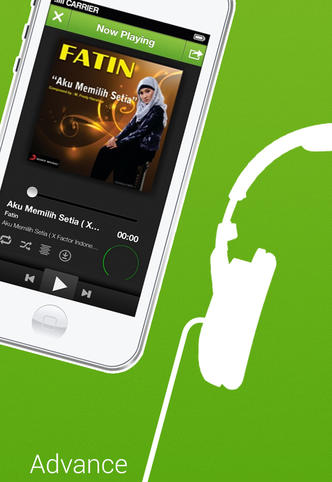 CARRIER
Now Playing
FATIN
"Aku Memilih Setia"
Aku Memilih Setia ( X...
00:00
Fatin
Aku Memilih Setia ( X Factor Indone...
Advance